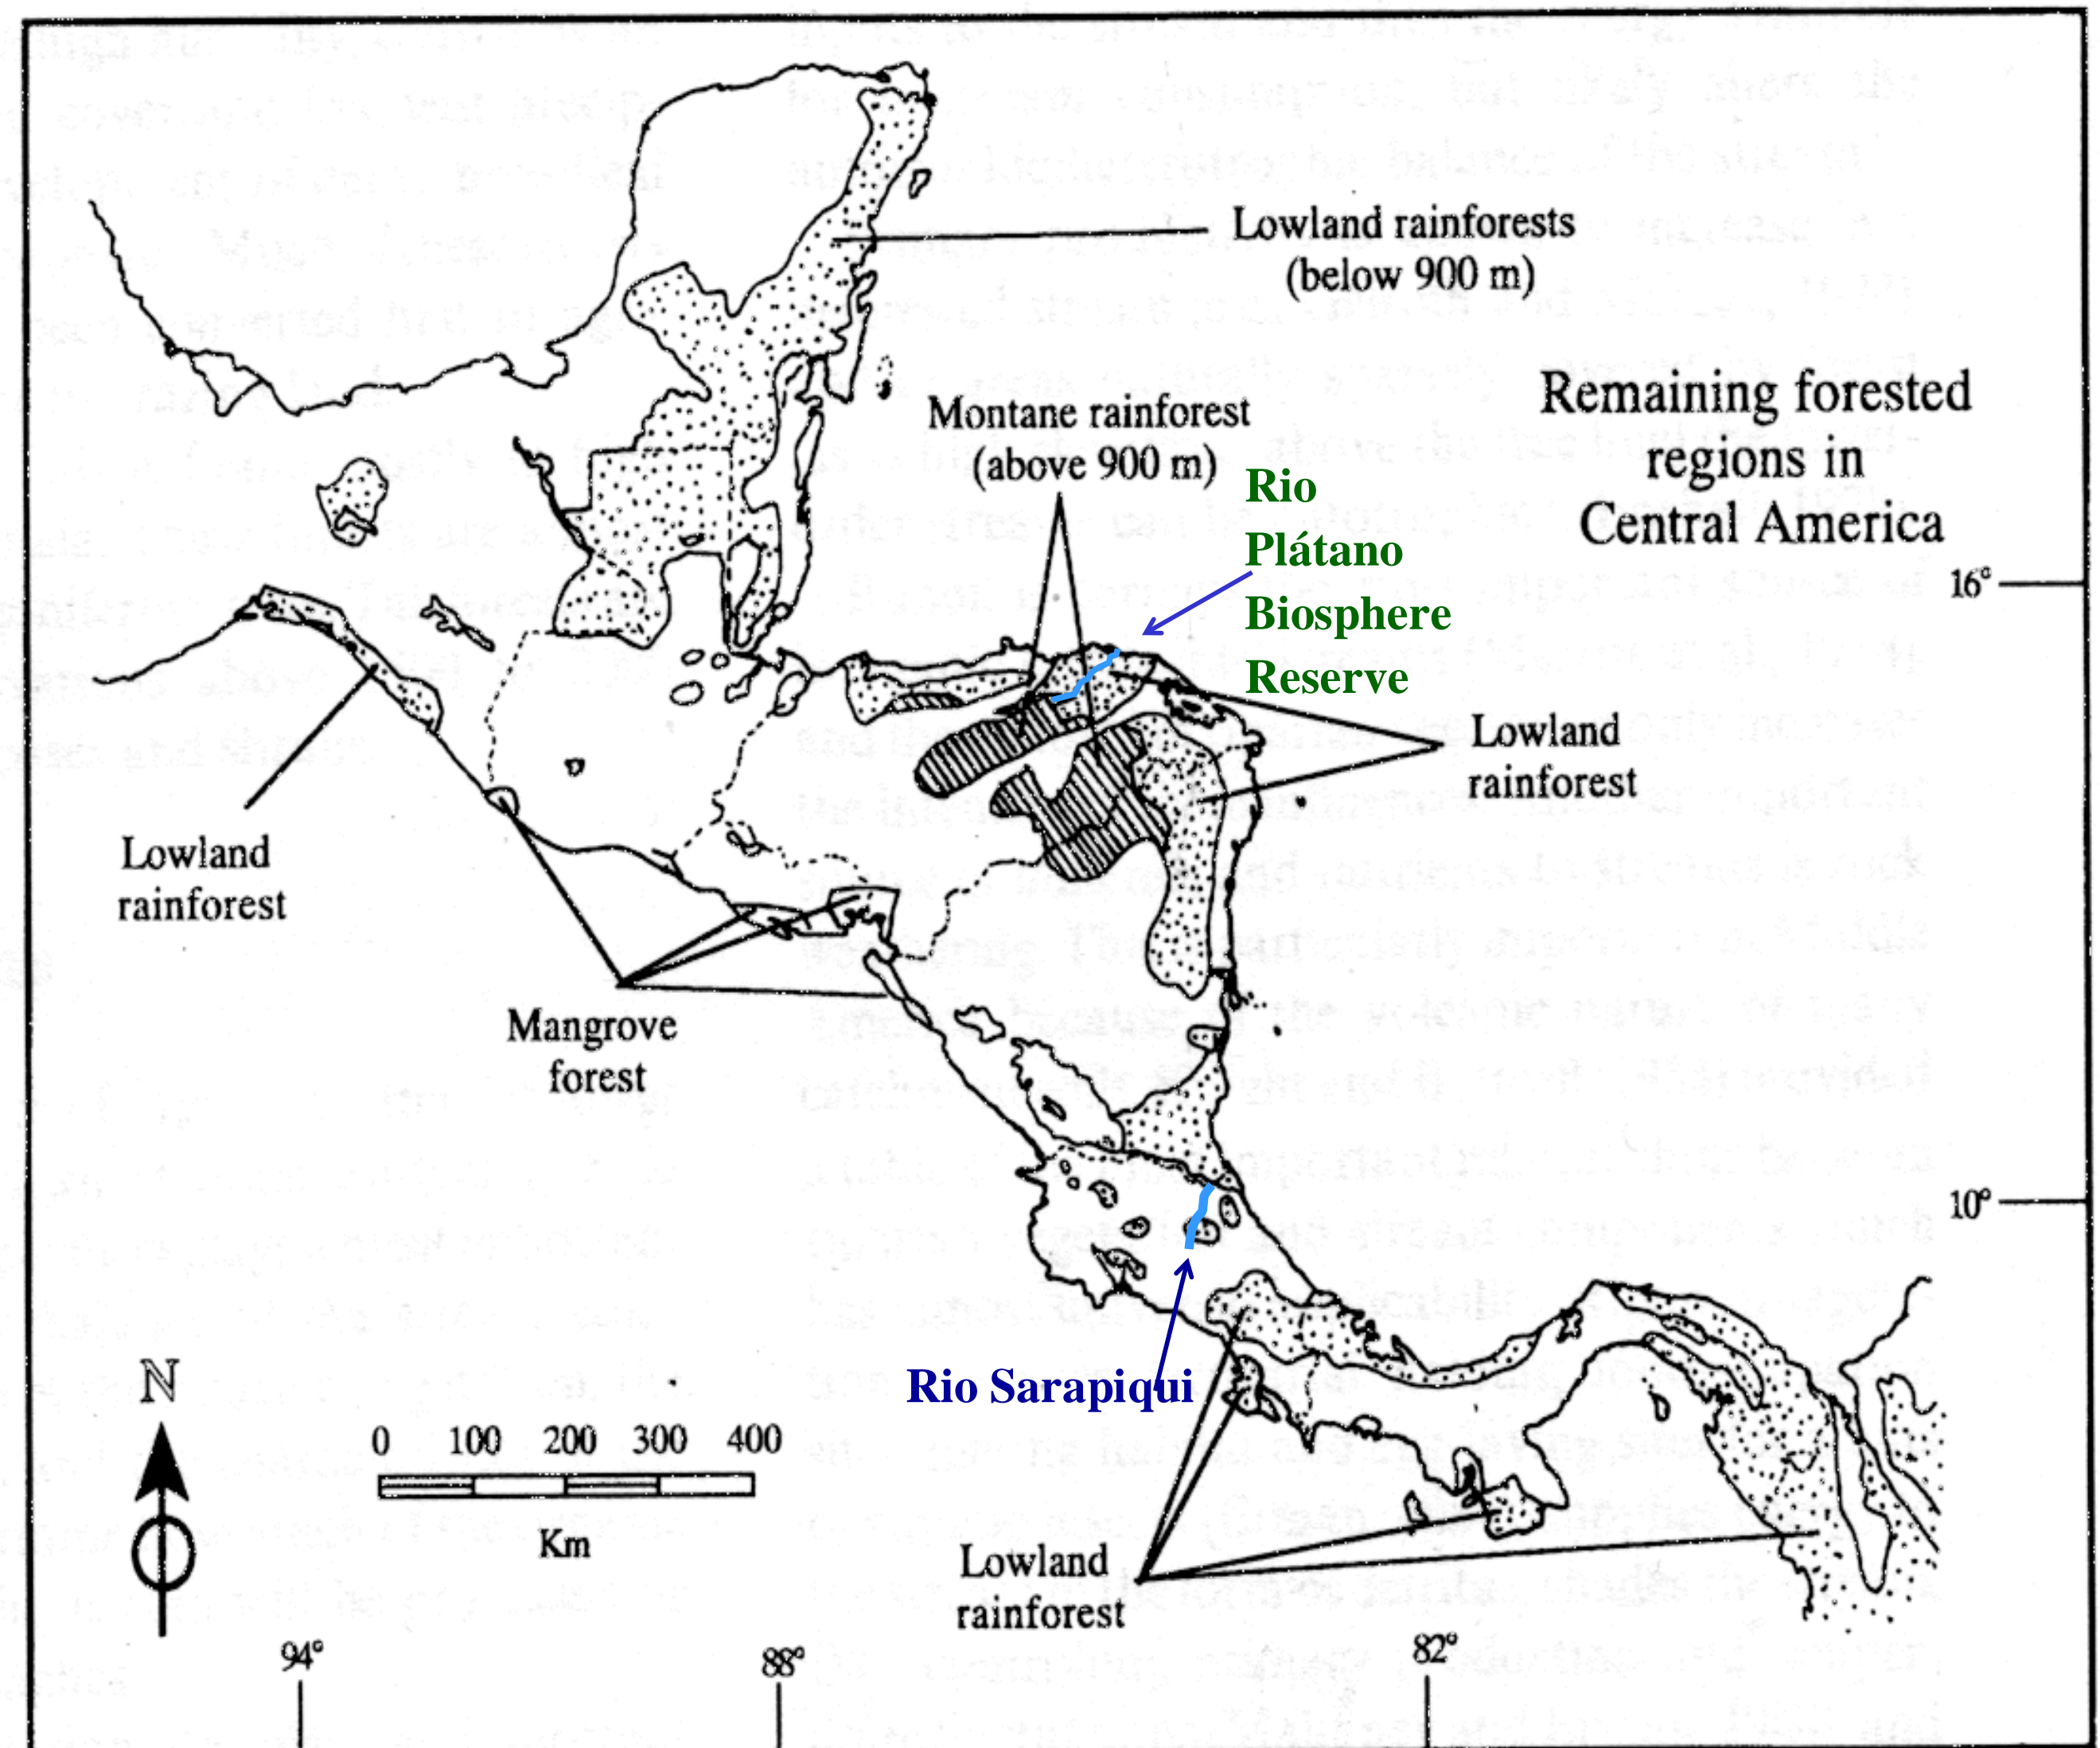 Lowland rainforests
(below 900 m)
Montane rainforest
(above 900 m)
Remaining forested
regions in
Central America
Rio
Plátano
Biosphere
Reserve
16°
Lowland
rainforest
Lowland
rainforest
Mangrove
forest
10°
Rio Sarapiqui
N
0 100 200 300 400
Km
Lowland
rainforest
94°
88°
82°